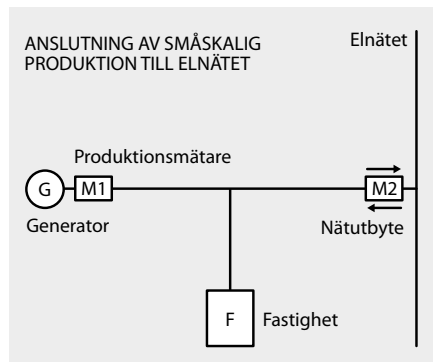 ANSLUTNING AV SMÅSKALIG
PRODUKTION TILL ELNÄTET
Elnätet
Produktionsmätare
G
M1
M2
Generator
Nätutbyte
F
Fastighet